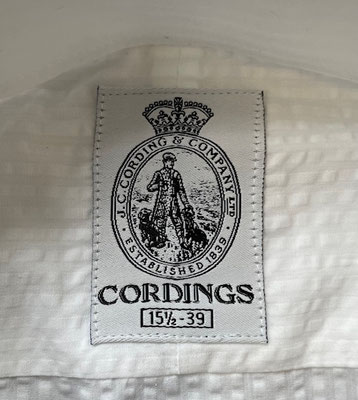 · J.C. CORDING & COMPANY LTD ·
ESTABLISHED 1839
CORDINGS
15½-39